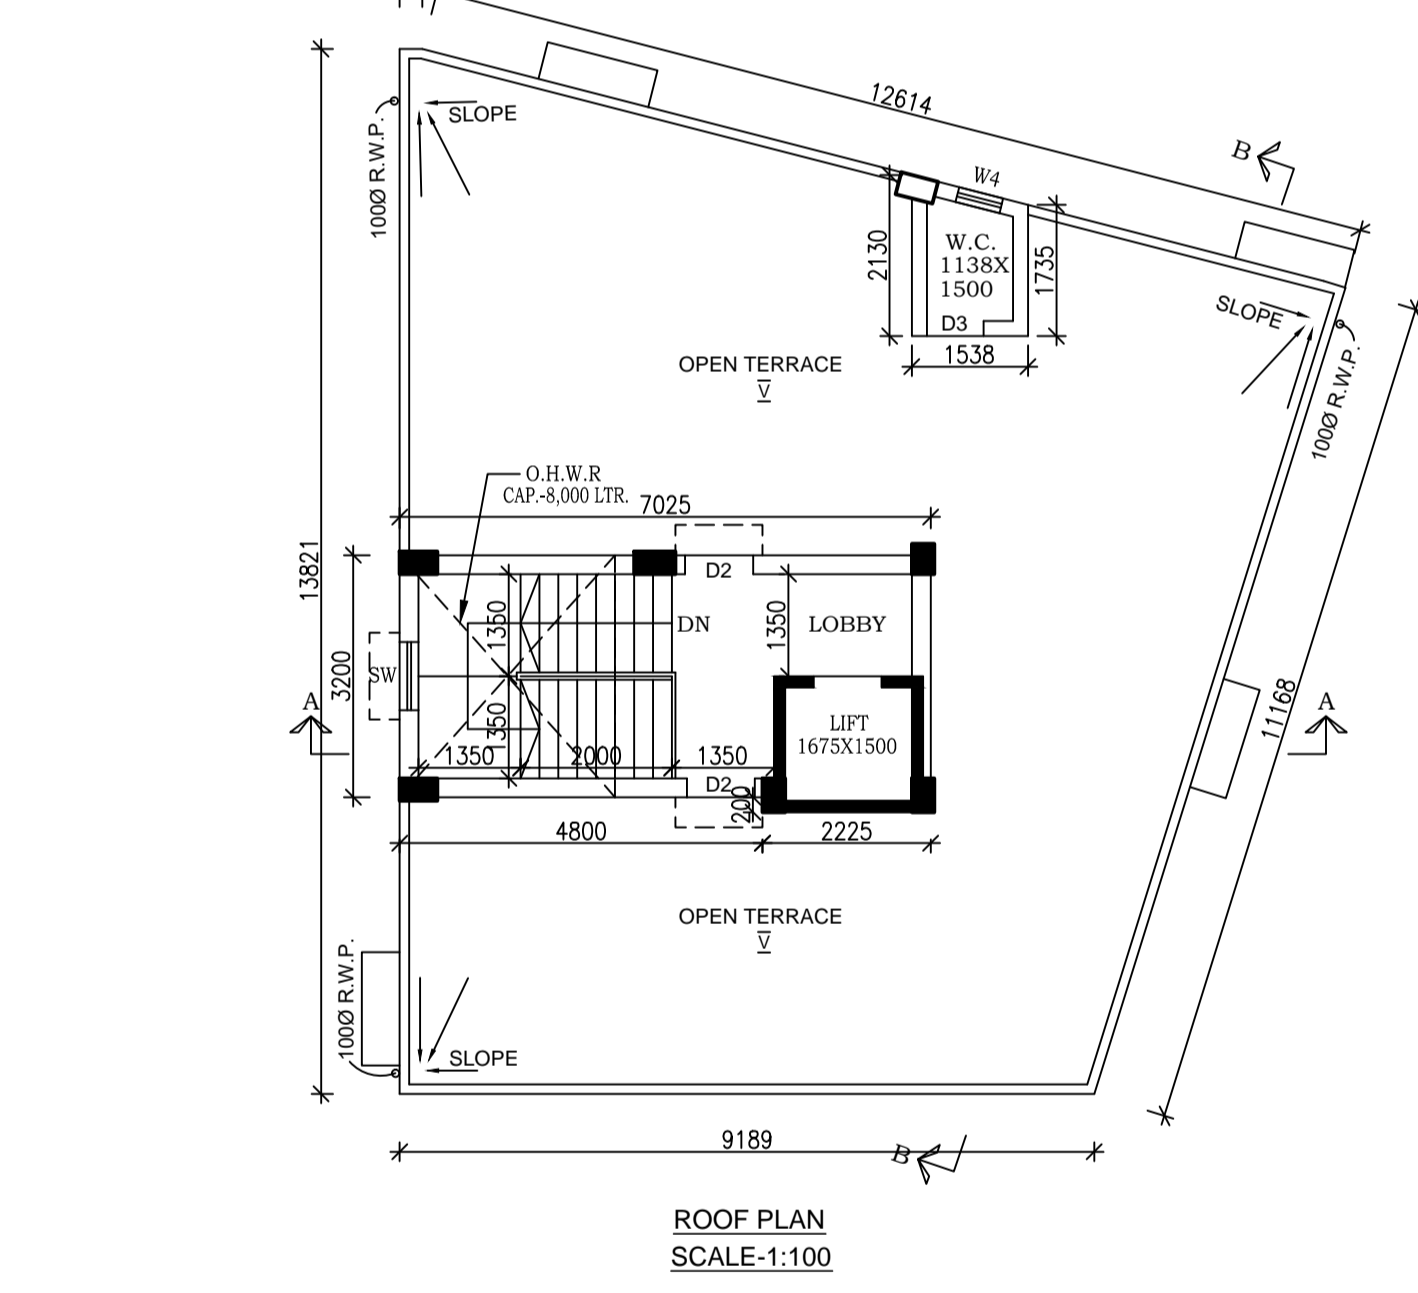 12614
B
SLOPE
100Ø R.W.P.
W4
2130
W.C.
1138X
1500
1735
D3
1538
SLOPE
100Ø R.W.P.
OPEN TERRACE
V
O.H.W.R
CAP.-8,000 LTR.
7025
13821
D2
1350
DN
1350
LOBBY
3200
SW
A
1350
LIFT
1675X1500
11168
A
1350
2000
1350
D2
200
4800
2225
OPEN TERRACE
V
100Ø R.W.P.
SLOPE
9189
B
ROOF PLAN
SCALE-1:100